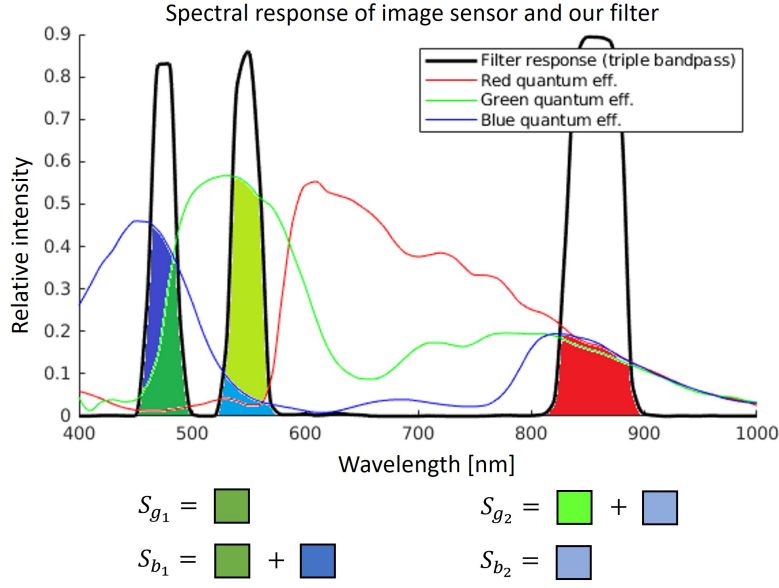 Spectral response of image sensor and our filter
0.9
0.8
0.7
0.6
0.5
0.4
0.3
0.2
0.1
0
Relative intensity
Filter response (triple bandpass)
Red quantum eff.
Green quantum eff.
Blue quantum eff.
400 500 600 700 800 900 1000
Wavelength [nm]
S_{g_1} =
S_{g_2} = +
S_{b_1} = +
S_{b_2} =